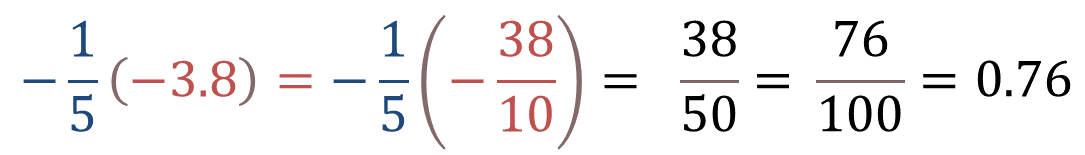 −1/5(−3.8) = −1/5(−38/10) = 38/50 = 76/100 = 0.76